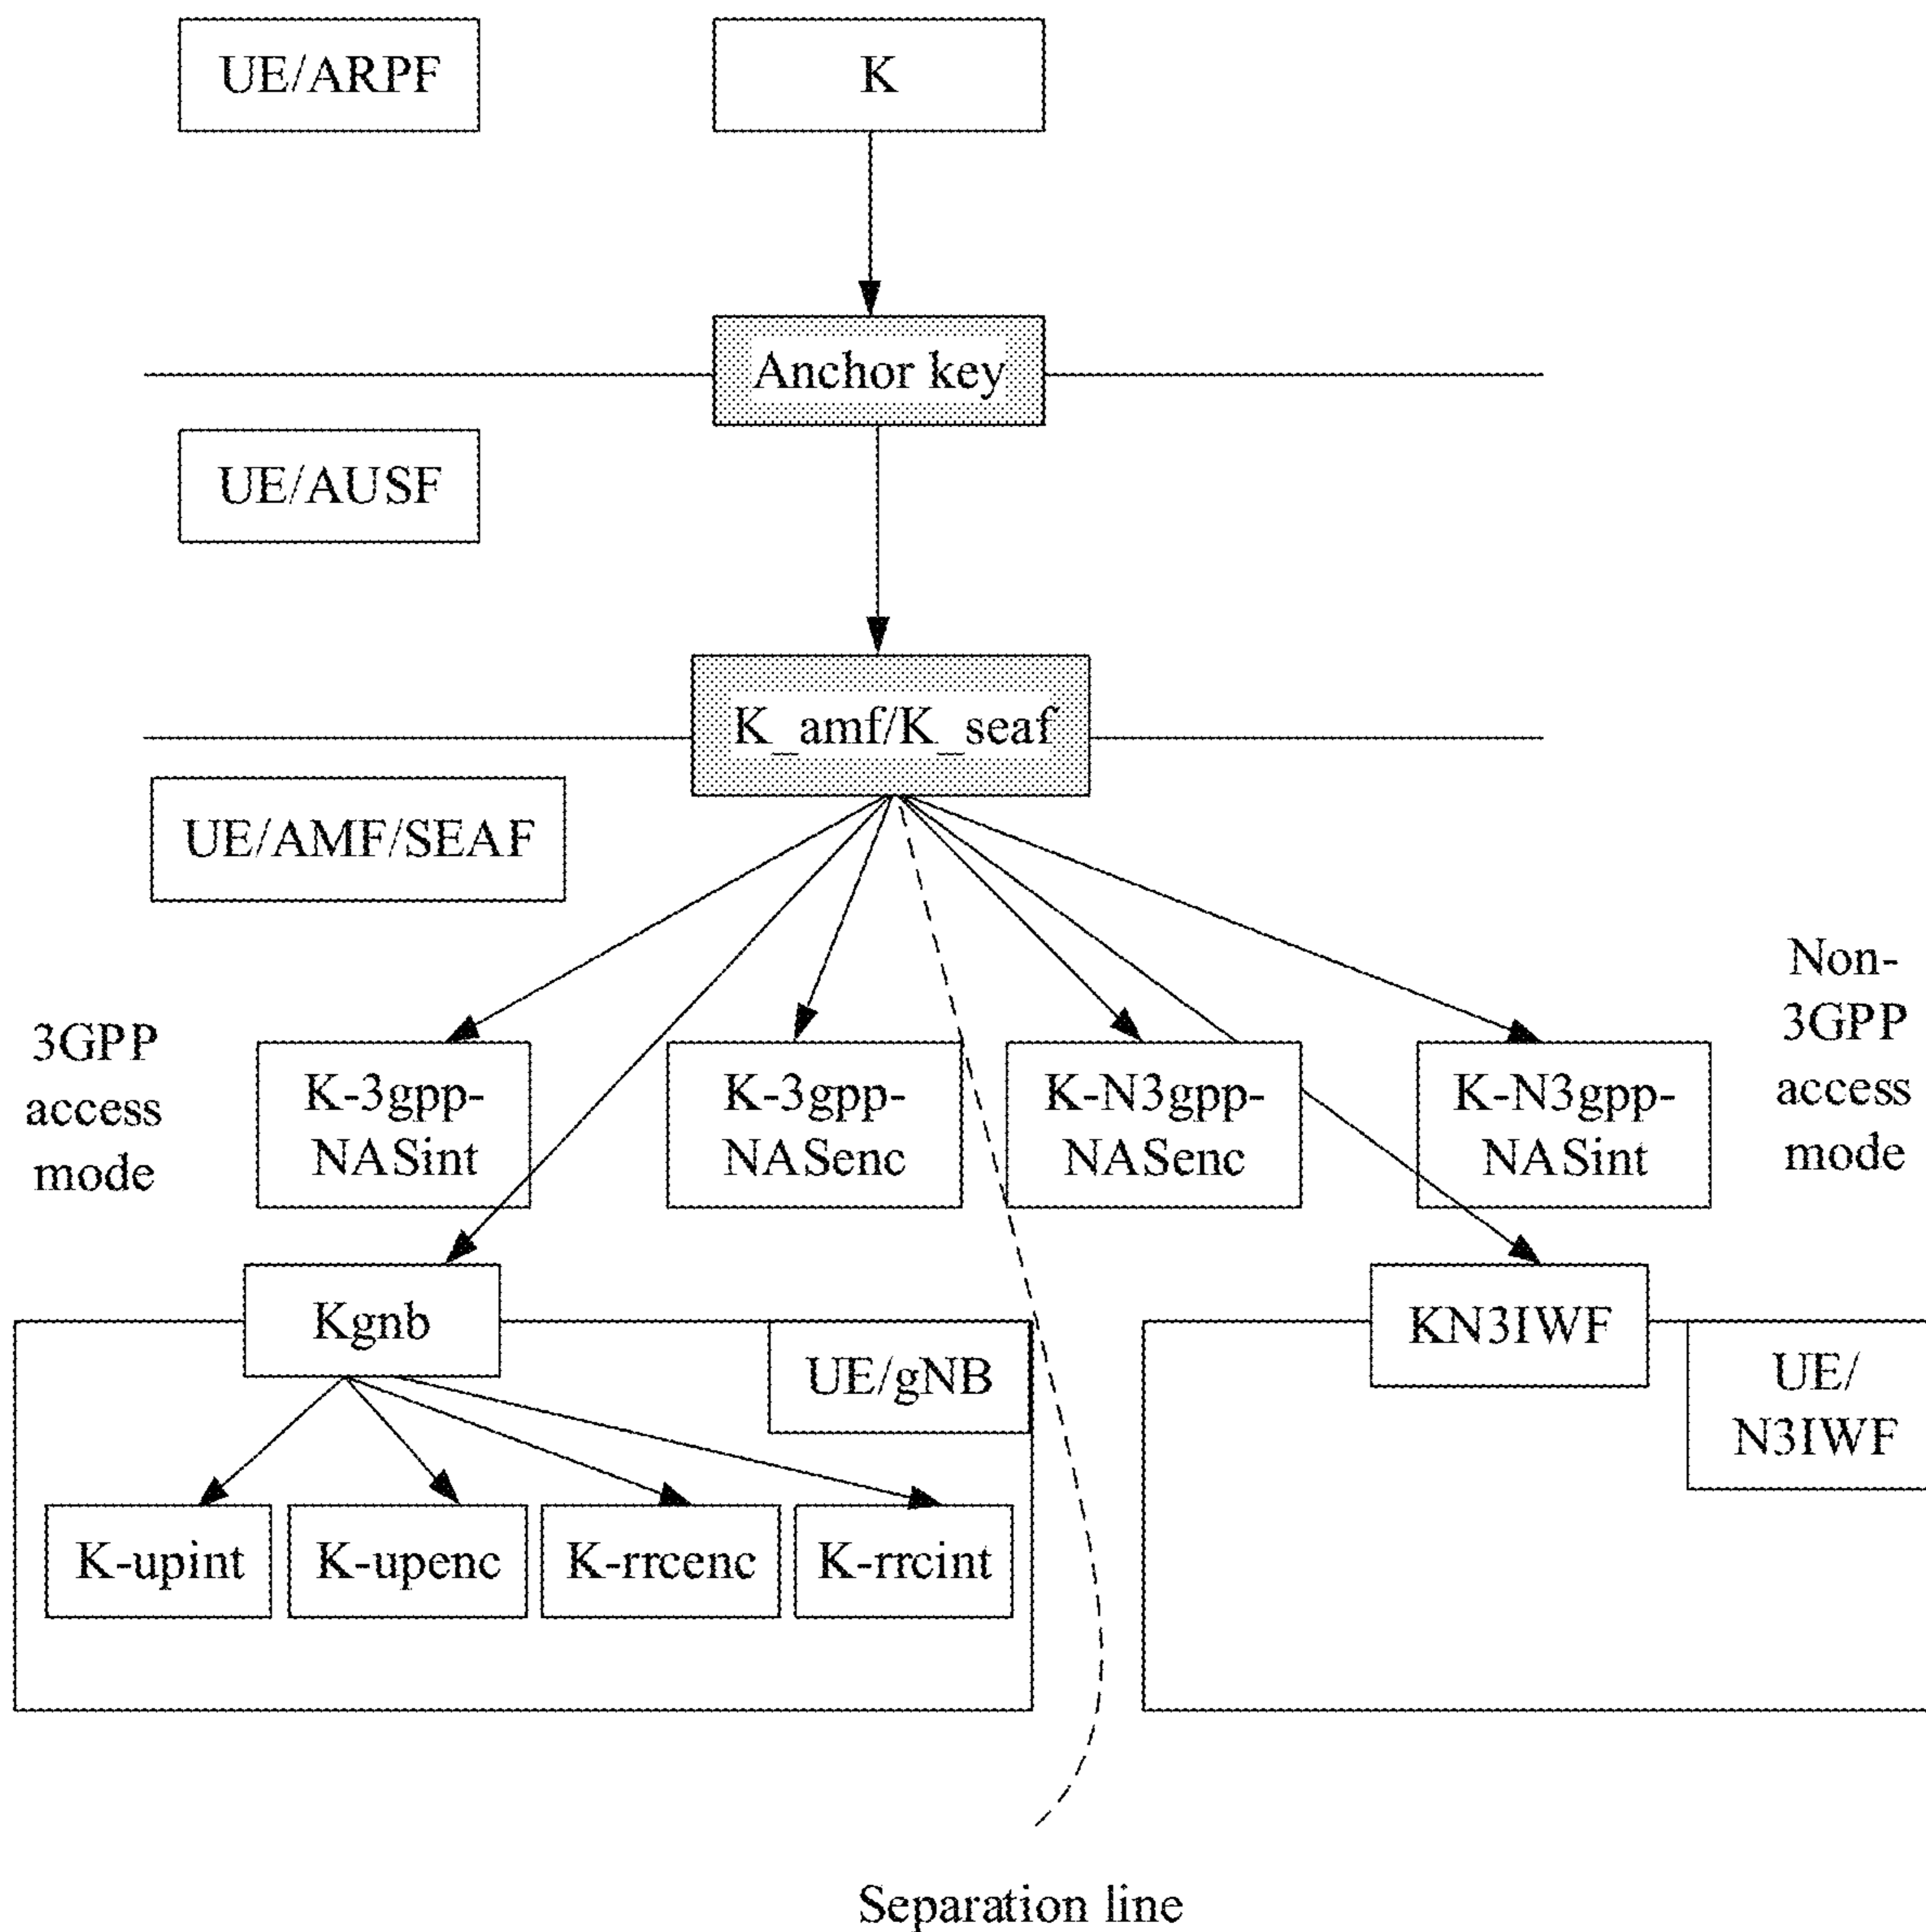 UE/ARPF
K
Anchor key
UE/AUSF
K_amf/K_seaf
UE/AMF/SEAF
3GPP
access
mode
Non-
3GPP
access
mode
K-3gpp-
NASint
K-3gpp-
NASenc
K-N3gpp-
NASenc
K-N3gpp-
NASint
Kgnb
UE/gNB
KN3IWF
UE/
N3IWF
K-upint
K-upenc
K-rrcenc
K-rrcint
Separation line